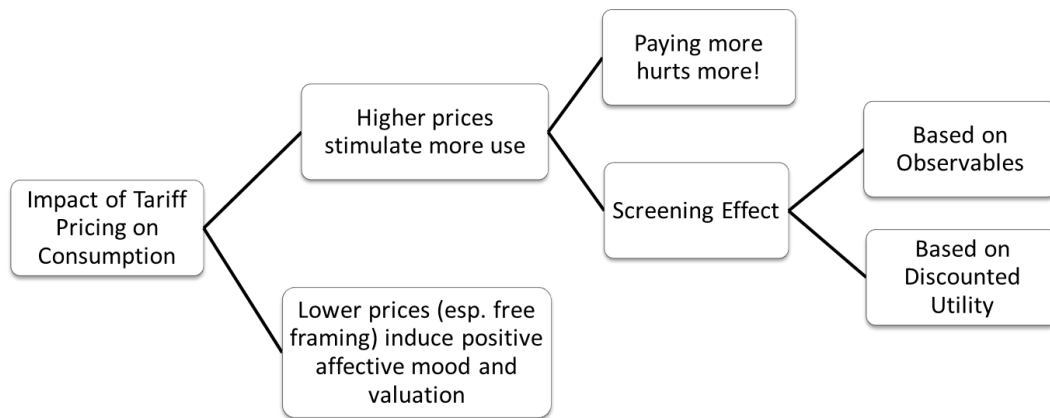 Impact of Tariff
Pricing on
Consumption
Higher prices
stimulate more use
Lower prices (esp. free
framing) induce positive
affective mood and
valuation
Paying more
hurts more!
Screening Effect
Based on
Observables
Based on
Discounted
Utility